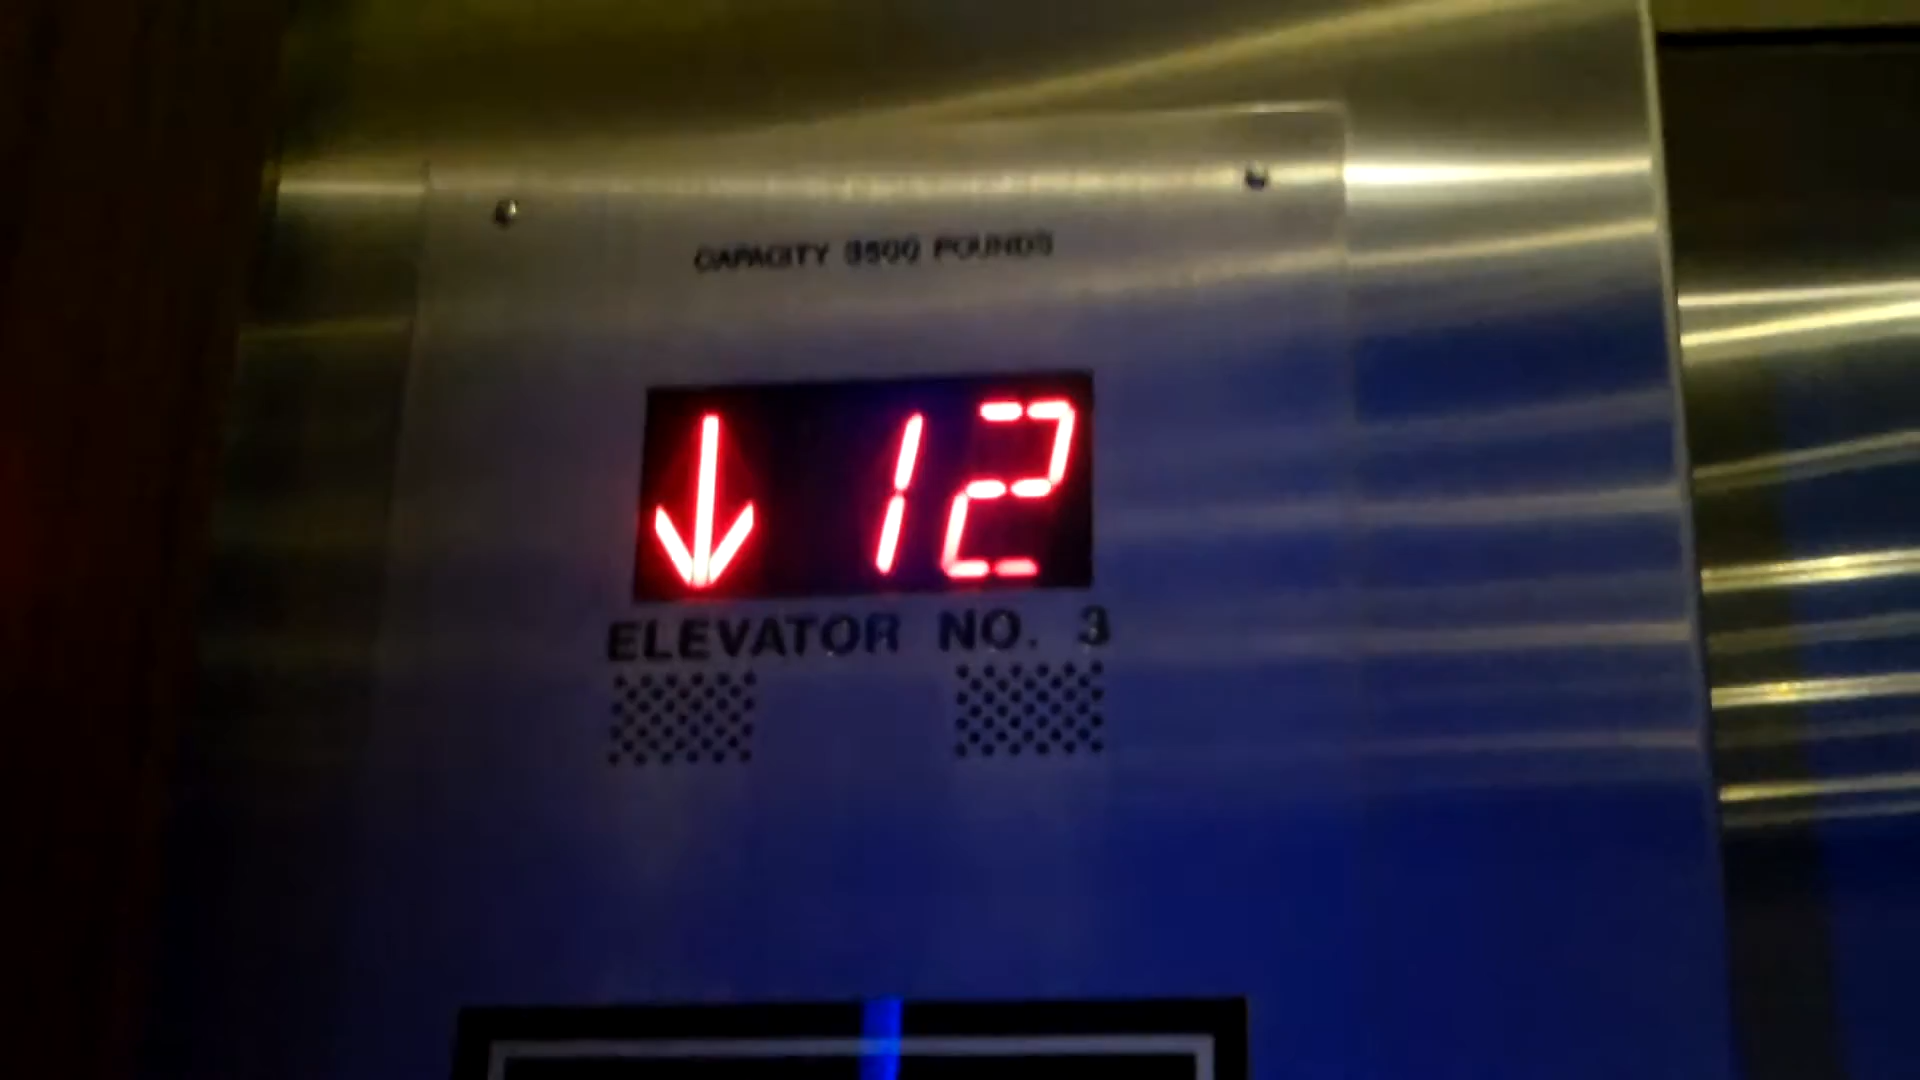 CAPACITY 3500 POUNDS
↓ 12
ELEVATOR NO. 3